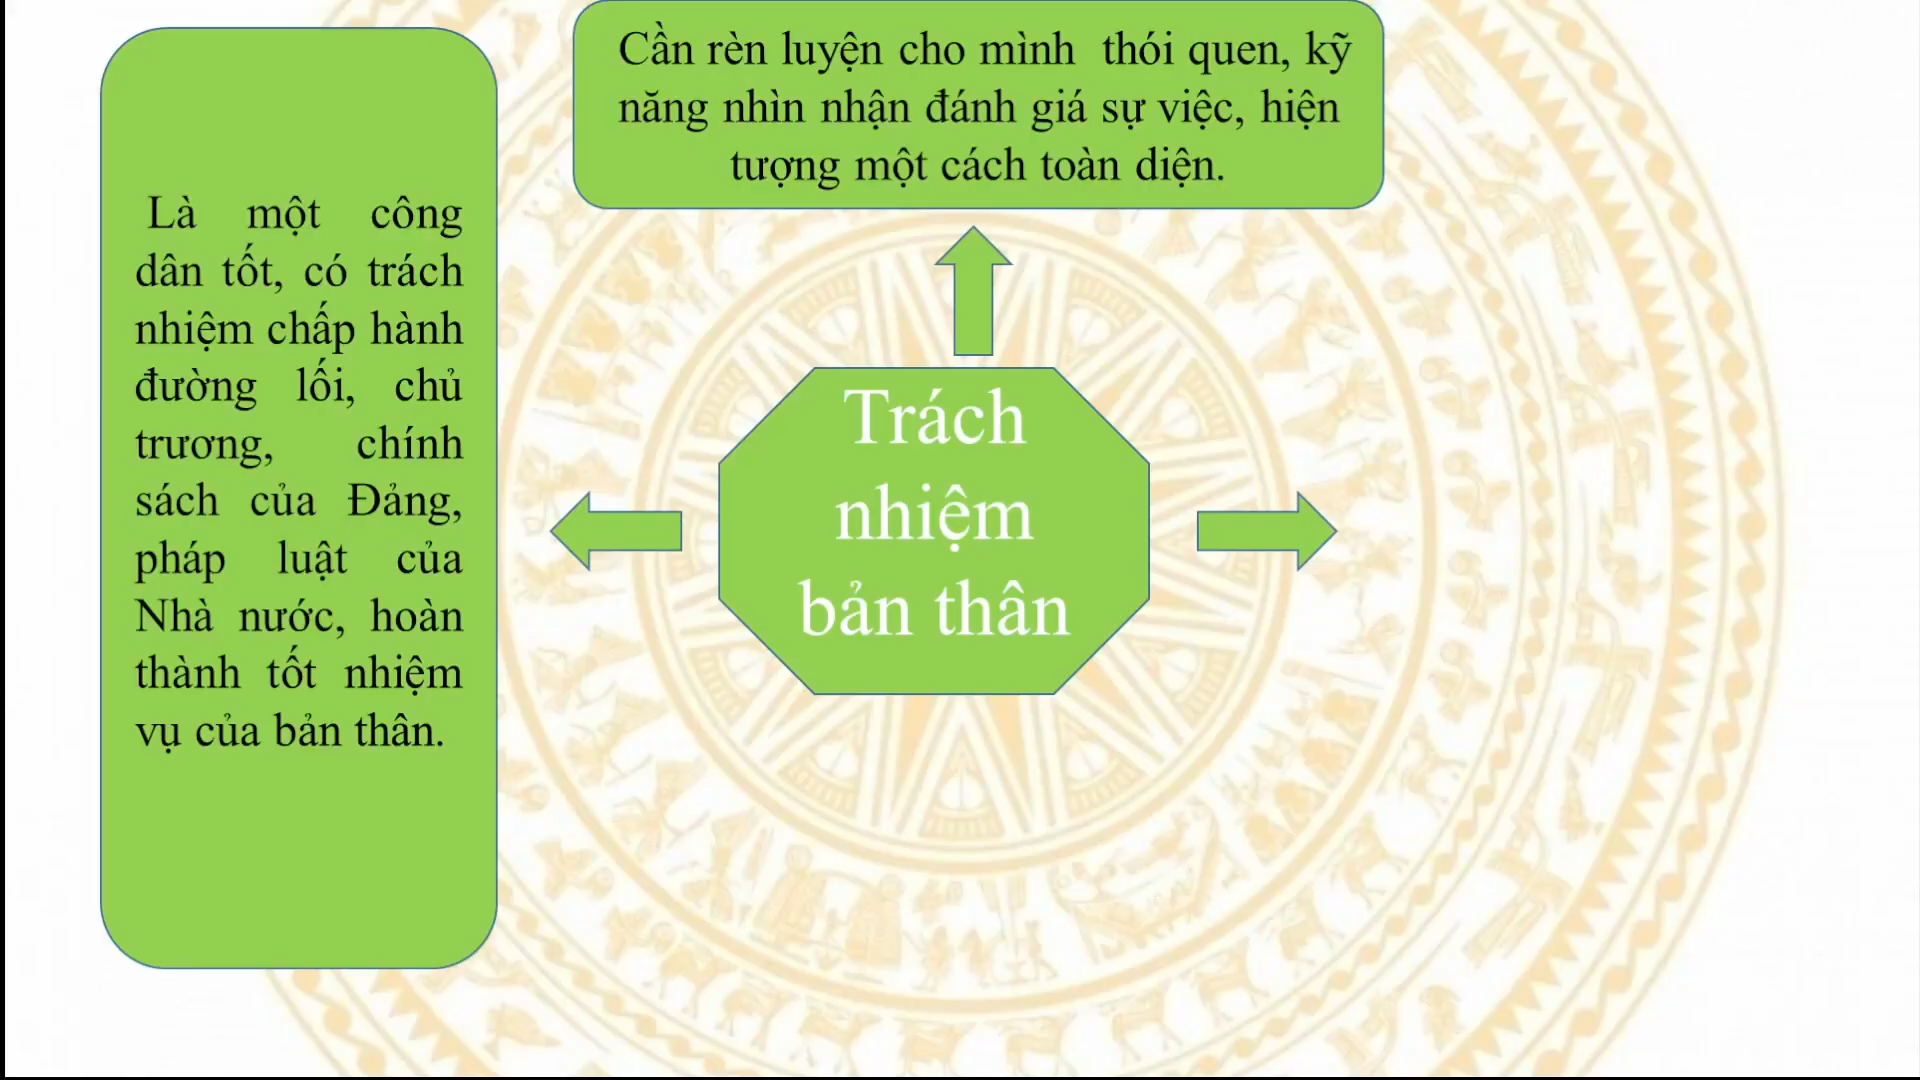 Cần rèn luyện cho mình thói quen, kỹ
năng nhìn nhận đánh giá sự việc, hiện
tượng một cách toàn diện.
Là một công
dân tốt, có trách
nhiệm chấp hành
đường lối, chủ
trương, chính
sách của Đảng,
pháp luật của
Nhà nước, hoàn
thành tốt nhiệm
vụ của bản thân.
Trách
nhiệm
bản thân